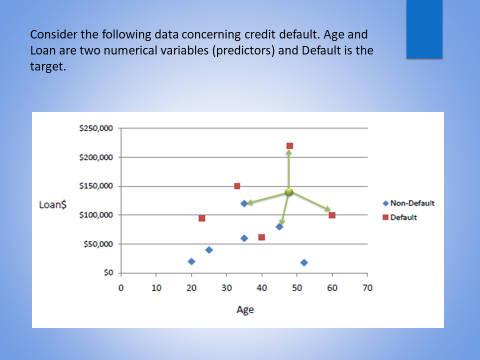 Consider the following data concerning credit default. Age and
Loan are two numerical variables (predictors) and Default is the
target.
$250,000
$200,000
$150,000
$100,000
$50,000
$0
Loan$
0 10 20 30 40 50 60 70
Age
Non-Default
Default